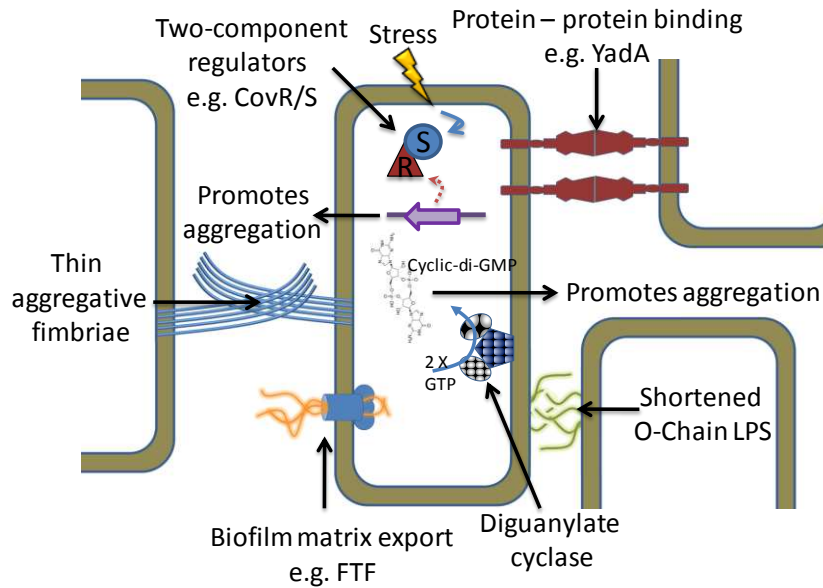 Two-component
regulators
e.g. CovR/S
Stress
Protein – protein binding
e.g. YadA
S
R
Promotes
aggregation
Thin
aggregative
fimbriae
Cyclic-di-GMP
Promotes aggregation
2 X
GTP
Shortened
O-Chain LPS
Biofilm matrix export
e.g. FTF
Diguanylate
cyclase